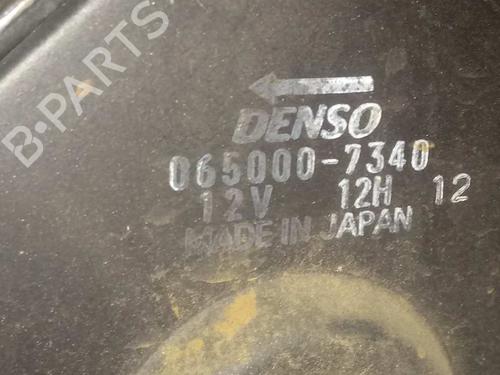 B-PARTS
DENSO
065000-7340
12V 12H 12
MADE IN JAPAN